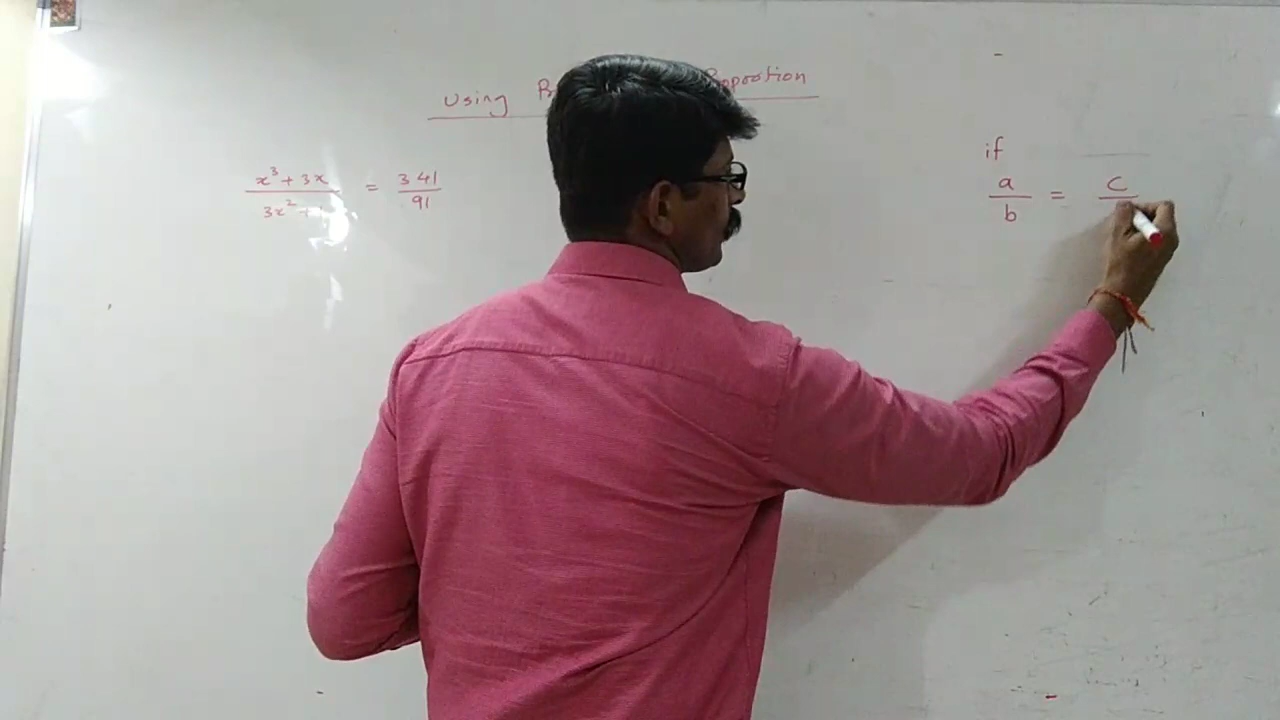 Using
x³ + 3x = 341
3x² + 91
if
a = c
b